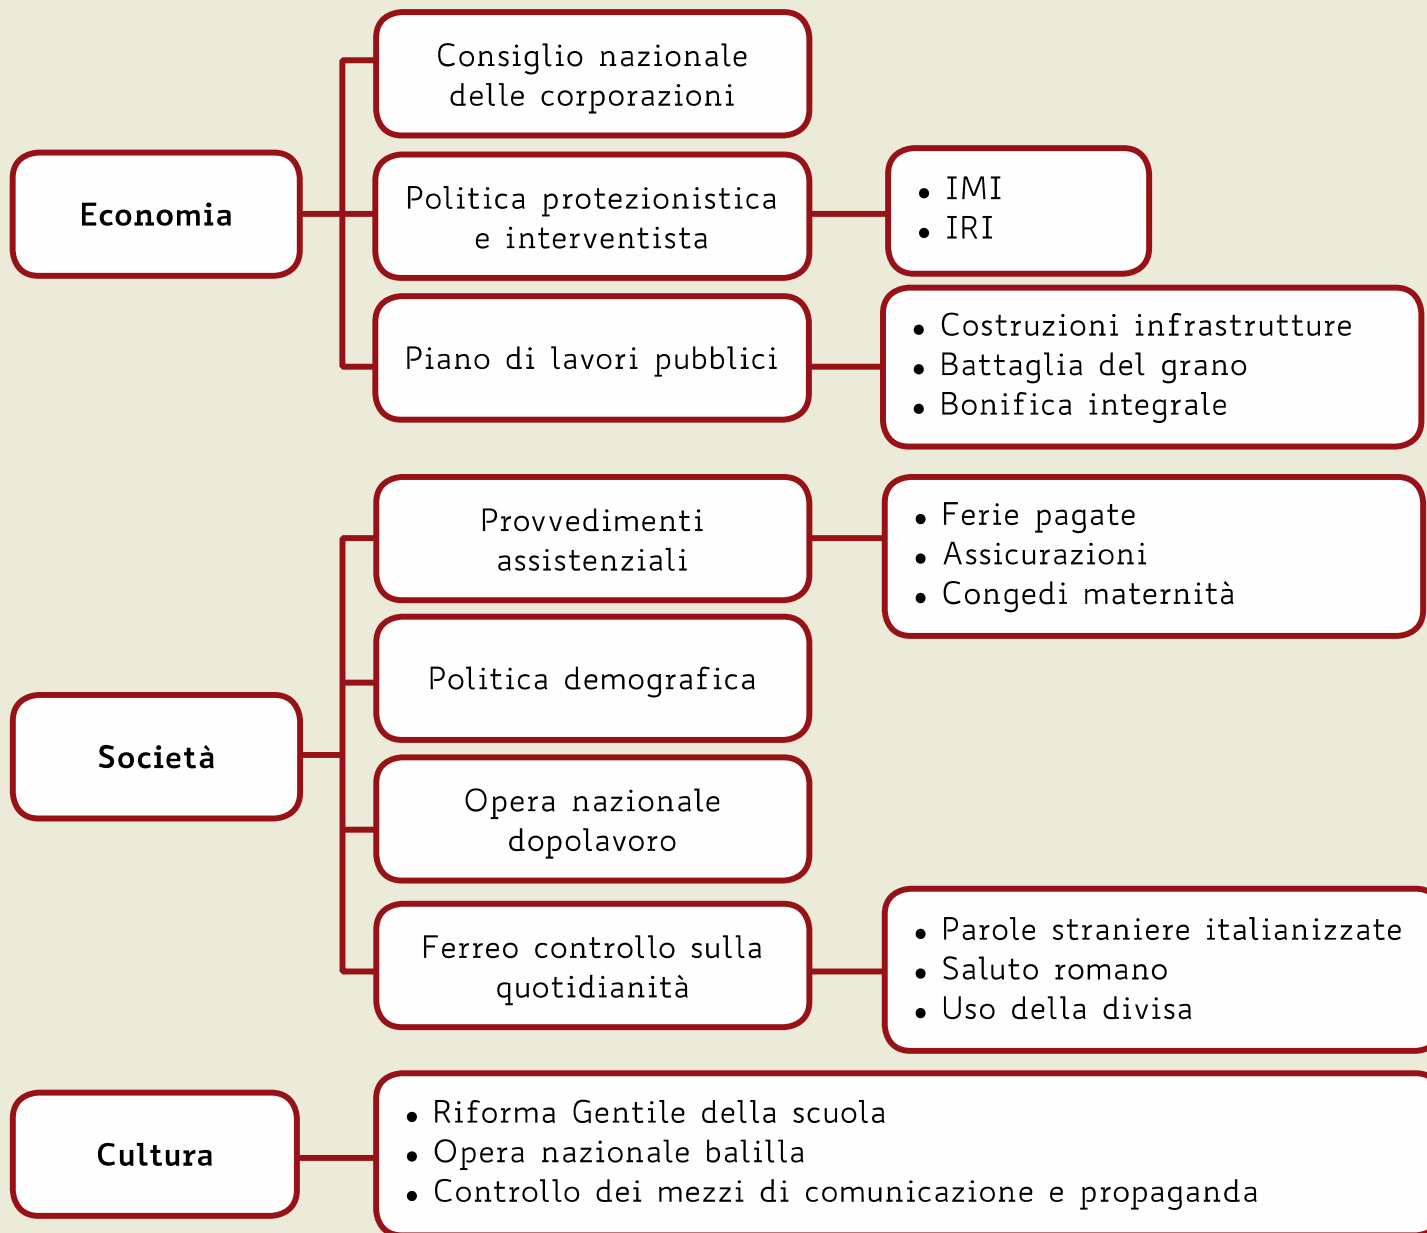 Economia
Consiglio nazionale
delle corporazioni
Politica protezionistica
e interventista
• IMI
• IRI
Piano di lavori pubblici
• Costruzioni infrastrutture
• Battaglia del grano
• Bonifica integrale
Società
Provvedimenti
assistenziali
• Ferie pagate
• Assicurazioni
• Congedi maternità
Politica demografica
Opera nazionale
dopolavoro
Ferreo controllo sulla
quotidianità
• Parole straniere italianizzate
• Saluto romano
• Uso della divisa
Cultura
• Riforma Gentile della scuola
• Opera nazionale balilla
• Controllo dei mezzi di comunicazione e propaganda